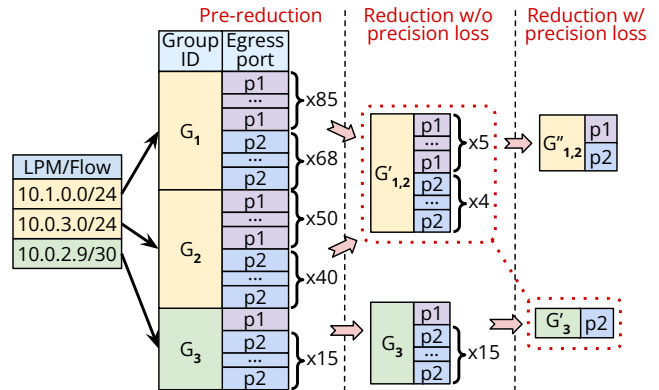 Pre-reduction
Reduction w/o
precision loss
Reduction w/
precision loss
Group
ID
Egress
port
G1
p1
...
p1
x85
p2
...
p2
x68
G2
p1
...
p1
x50
p2
...
p2
x40
G3
p1
p2
...
p2
x15
LPM/Flow
10.1.0.0/24
10.0.3.0/24
10.0.2.9/30
G'1,2
p1
...
p1
x5
p2
...
p2
x4
G3
p1
p2
...
p2
x15
G''1,2
p1
p2
G'3
p2